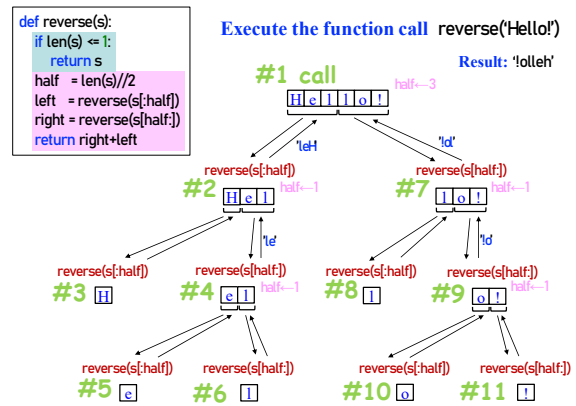 def reverse(s):
if len(s) <= 1:
return s
half = len(s)//2
left = reverse(s[:half])
right = reverse(s[half:])
return right+left
Execute the function call reverse('Hello!')
Result: '!olleh'
#1 call
half←3
H e l l o !
'leH
'!ol'
reverse(s[:half])
#2
half←1
H e l
reverse(s[half:])
#7
half←1
l o !
'le'
'!o'
reverse(s[:half])
#3
H
reverse(s[half:])
#4
half←1
e l
reverse(s[:half])
#8
l
reverse(s[half:])
#9
half←1
o !
reverse(s[:half])
#5
e
reverse(s[half:])
#6
l
reverse(s[:half])
#10
o
reverse(s[half:])
#11
!